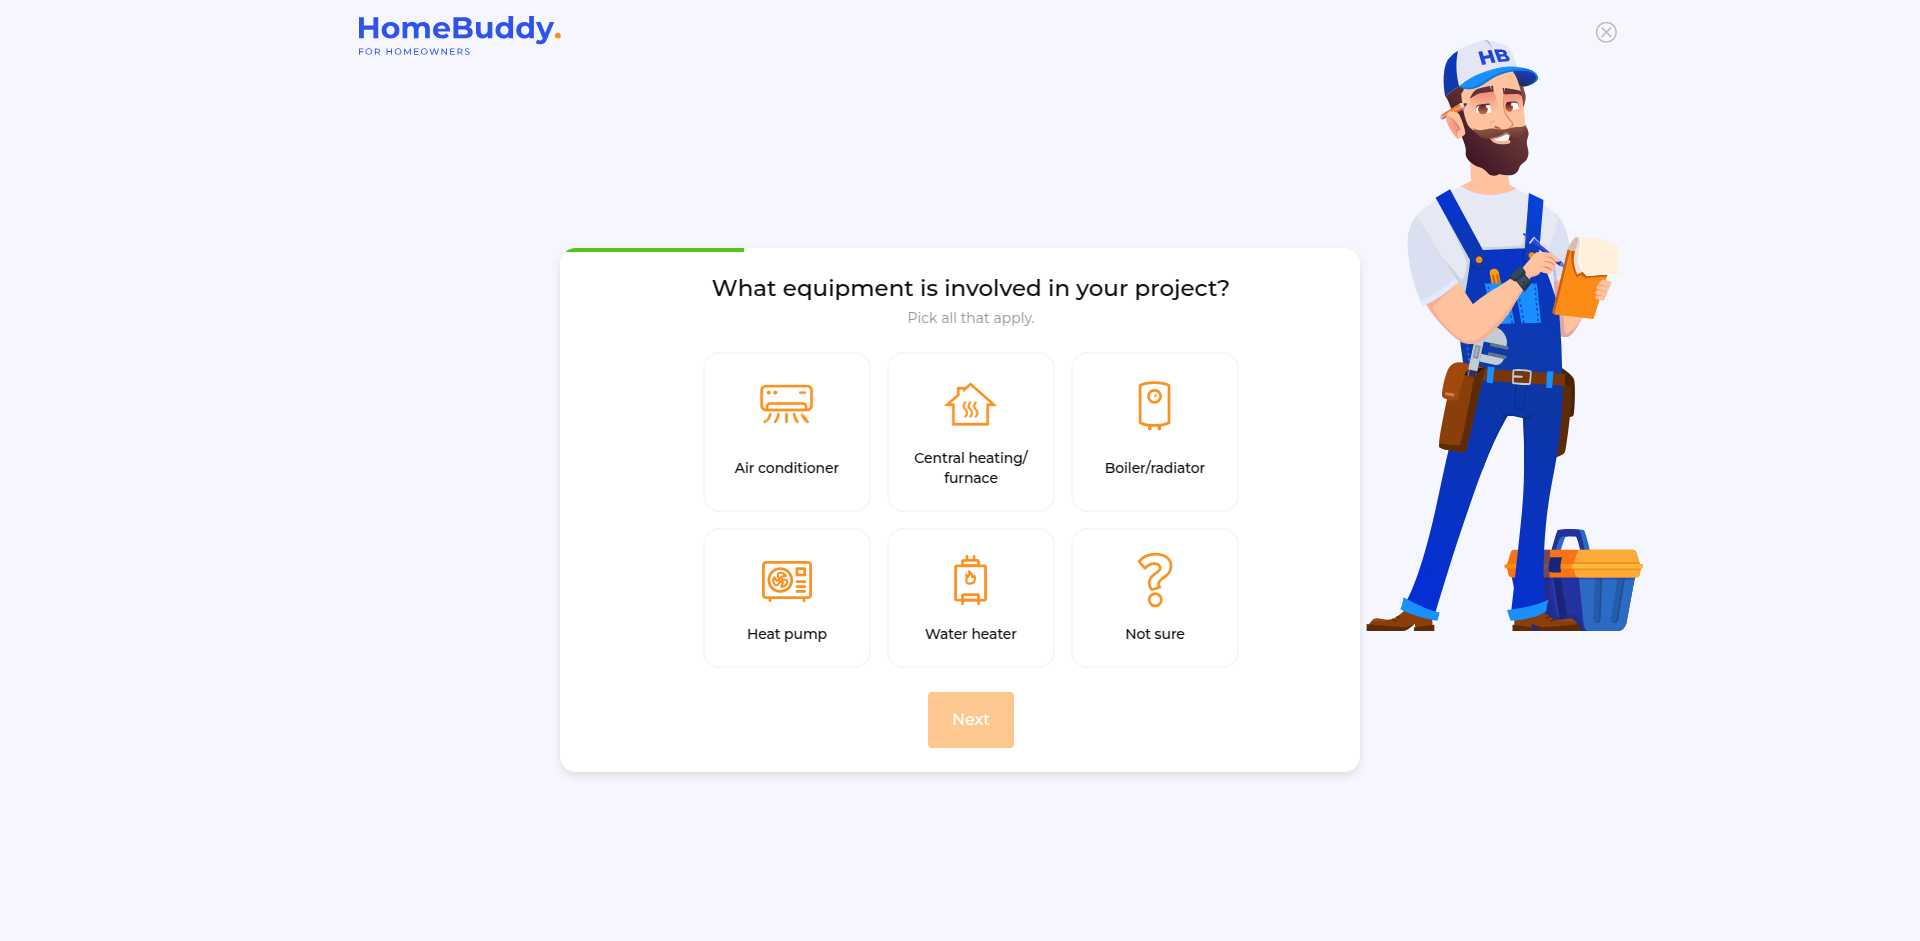 HomeBuddy.
FOR HOMEOWNERS
HB
What equipment is involved in your project?
Pick all that apply.
Air conditioner
Central heating/
furnace
Boiler/radiator
Heat pump
Water heater
Not sure
Next